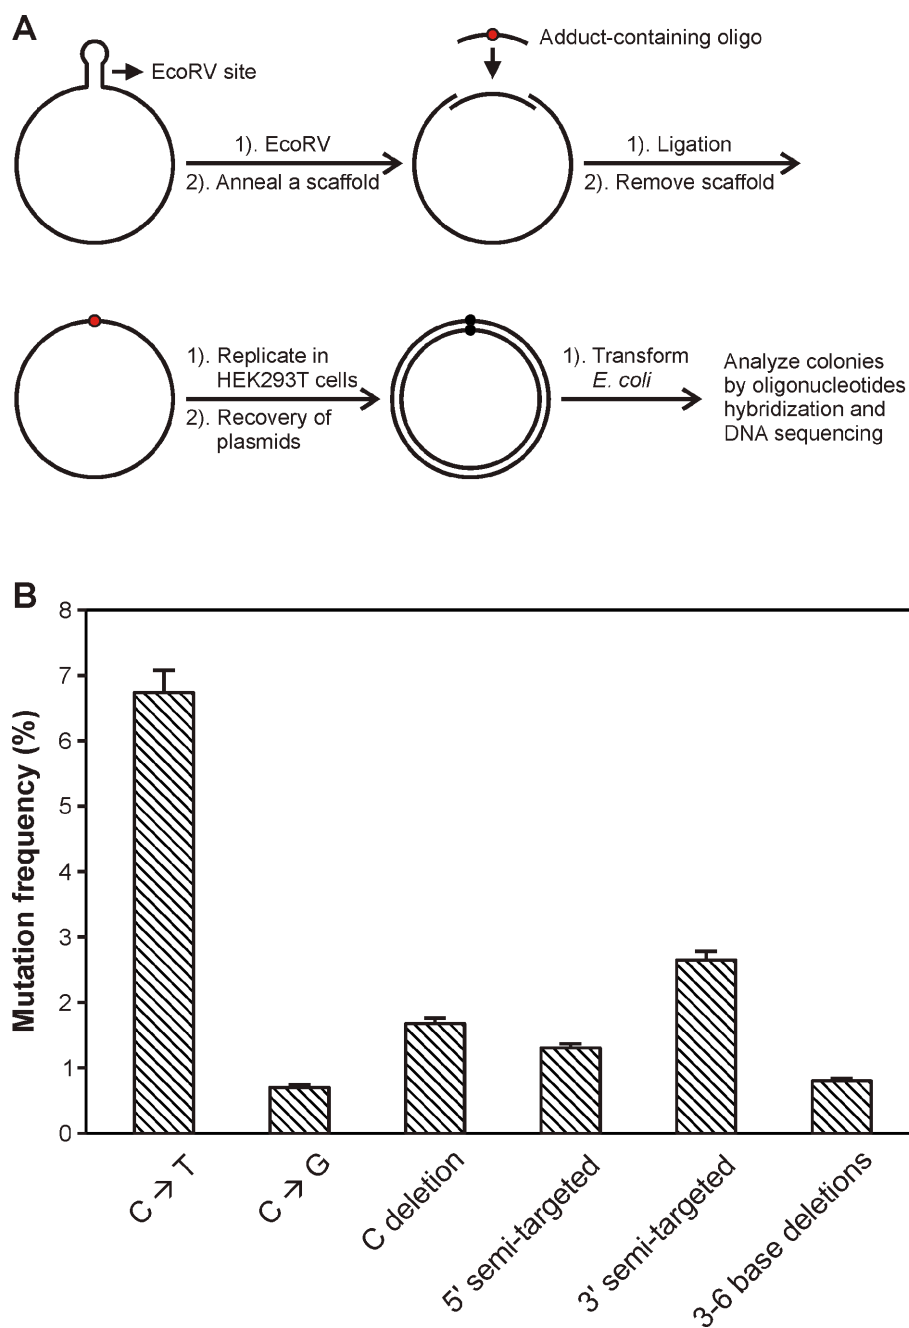 A
EcoRV site
Adduct-containing oligo
1). EcoRV
2). Anneal a scaffold
1). Ligation
2). Remove scaffold
1). Replicate in
HEK293T cells
2). Recovery of
plasmids
1). Transform
E. coli
Analyze colonies
by oligonucleotides
hybridization and
DNA sequencing
B
Mutation frequency (%)
8
7
6
5
4
3
2
1
0
C → T
C → G
C deletion
5' semi-targeted
3' semi-targeted
3-6 base deletions